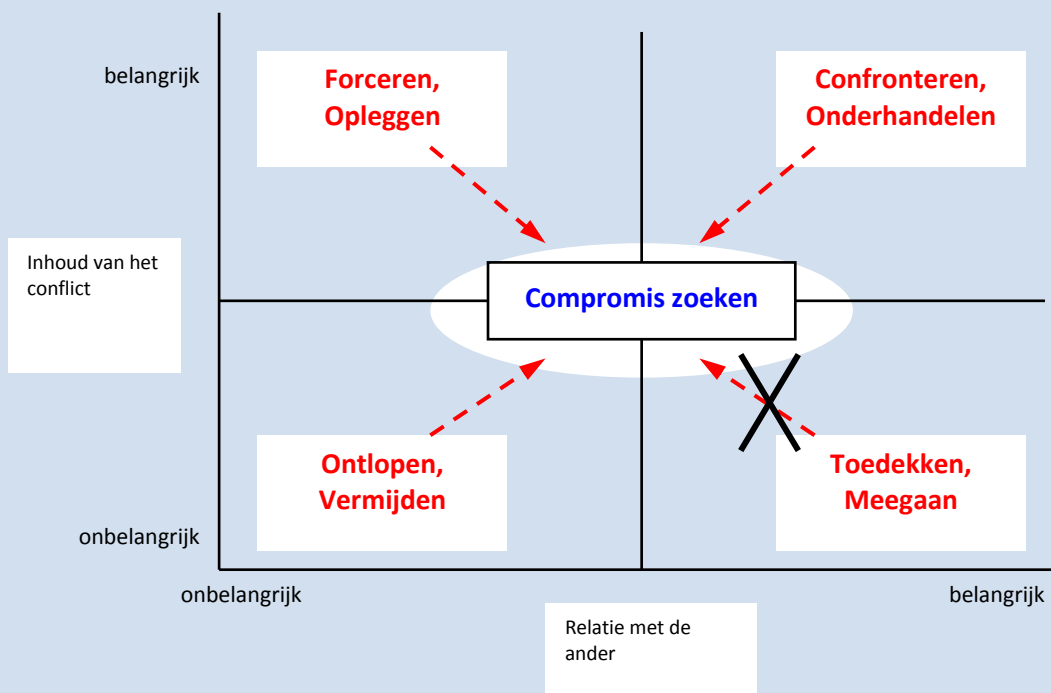 belangrijk
Forceren,
Opleggen
Confronteren,
Onderhandelen
Inhoud van het
conflict
Compromis zoeken
Ontlopen,
Vermijden
Toedekken,
Meegaan
onbelangrijk
onbelangrijk
belangrijk
Relatie met de
ander